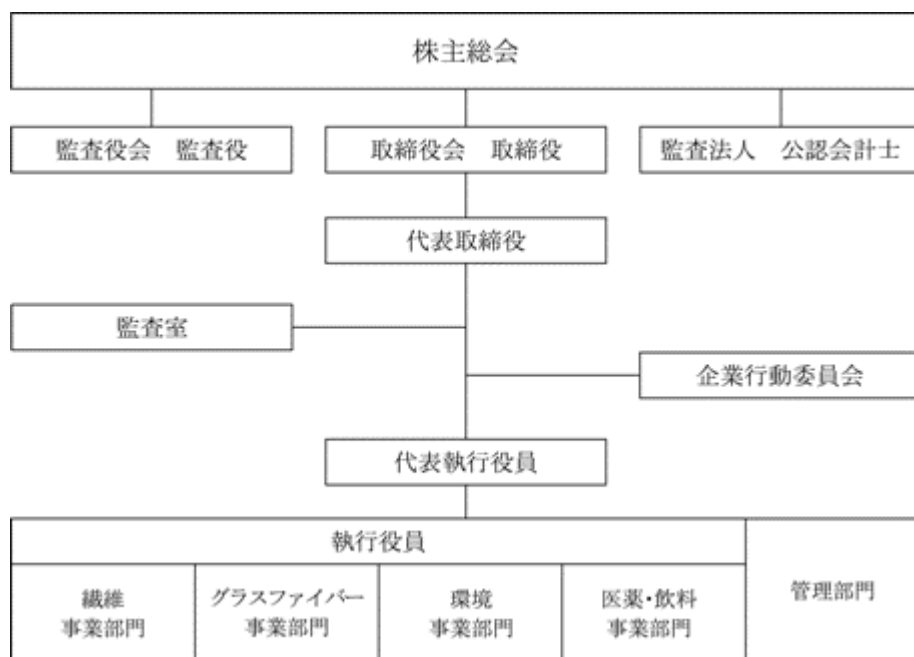 株主総会
監査役会　監査役
取締役会　取締役
監査法人　公認会計士
代表取締役
監査室
企業行動委員会
代表執行役員
執行役員
繊維
事業部門
グラスファイバー
事業部門
環境
事業部門
医薬・飲料
事業部門
管理部門